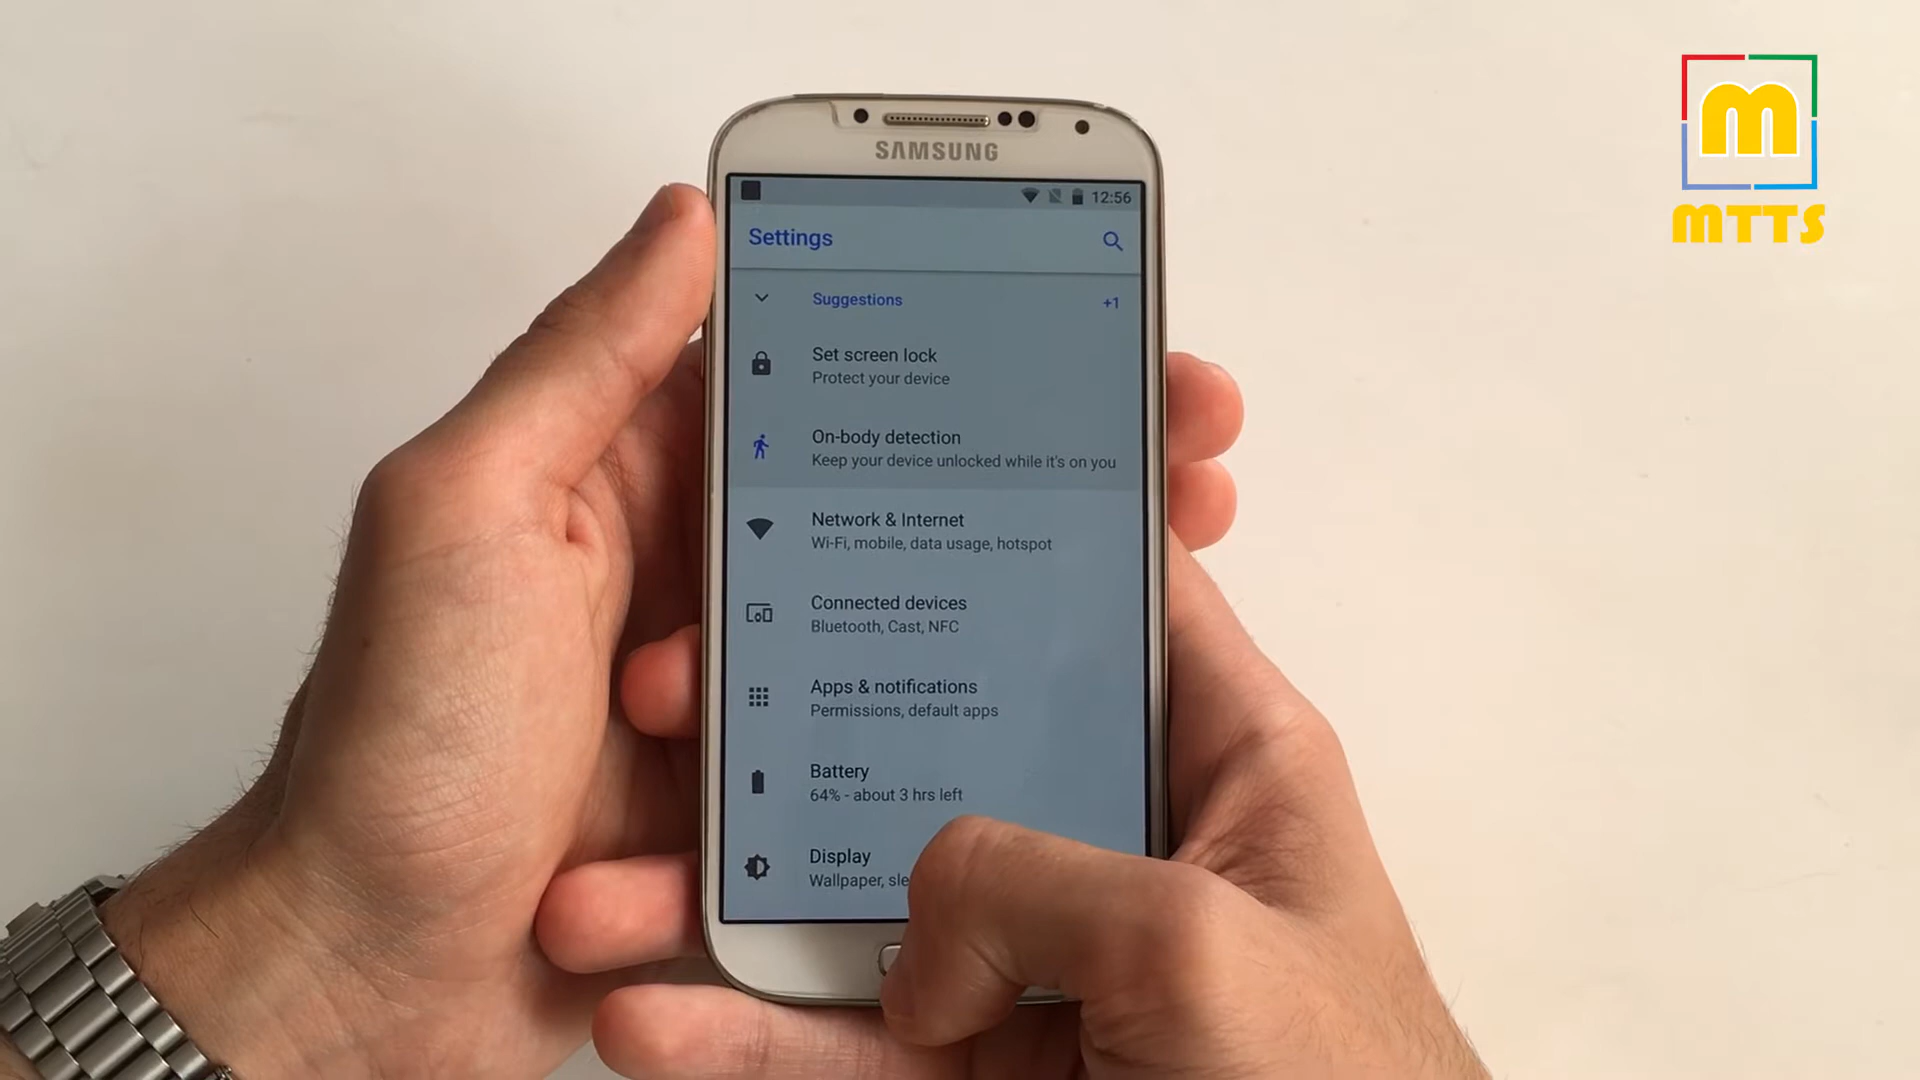 M
MTTS
SAMSUNG
12:56
Settings
Suggestions +1
Set screen lock
Protect your device
On-body detection
Keep your device unlocked while it's on you
Network & Internet
Wi-Fi, mobile, data usage, hotspot
Connected devices
Bluetooth, Cast, NFC
Apps & notifications
Permissions, default apps
Battery
64% - about 3 hrs left
Display
Wallpaper,